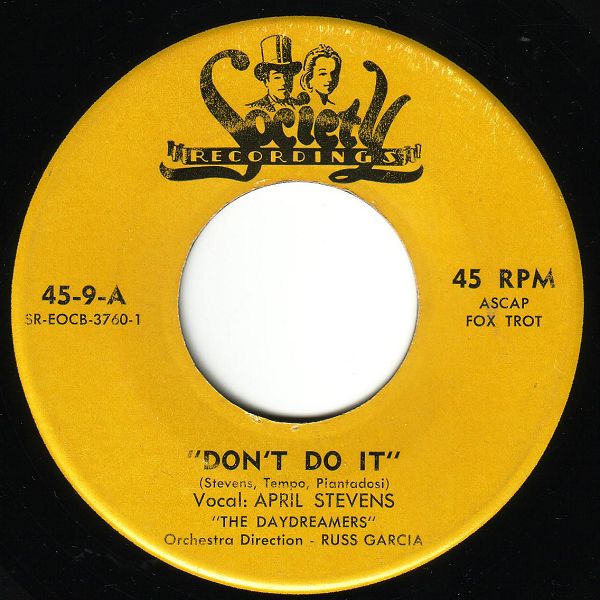 Society
RECORDINGS
45-9-A
SR-EOCB-3760-1
45 RPM
ASCAP
FOX TROT
"DON'T DO IT"
(Stevens, Tempo, Piantadosi)
Vocal: APRIL STEVENS
"THE DAYDREAMERS"
Orchestra Direction - RUSS GARCIA